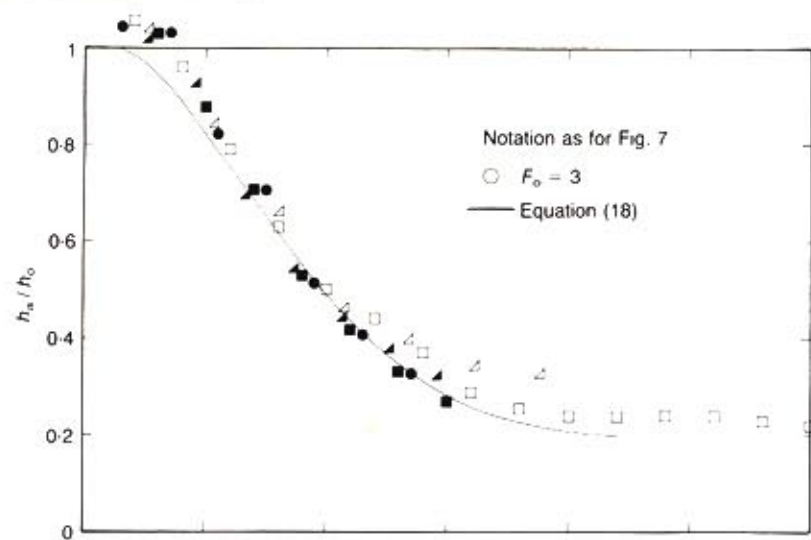 1
0·8
Notation as for Fig. 7
F₀ = 3
Equation (18)
0·6
hₐ / h₀
0·4
0·2
0